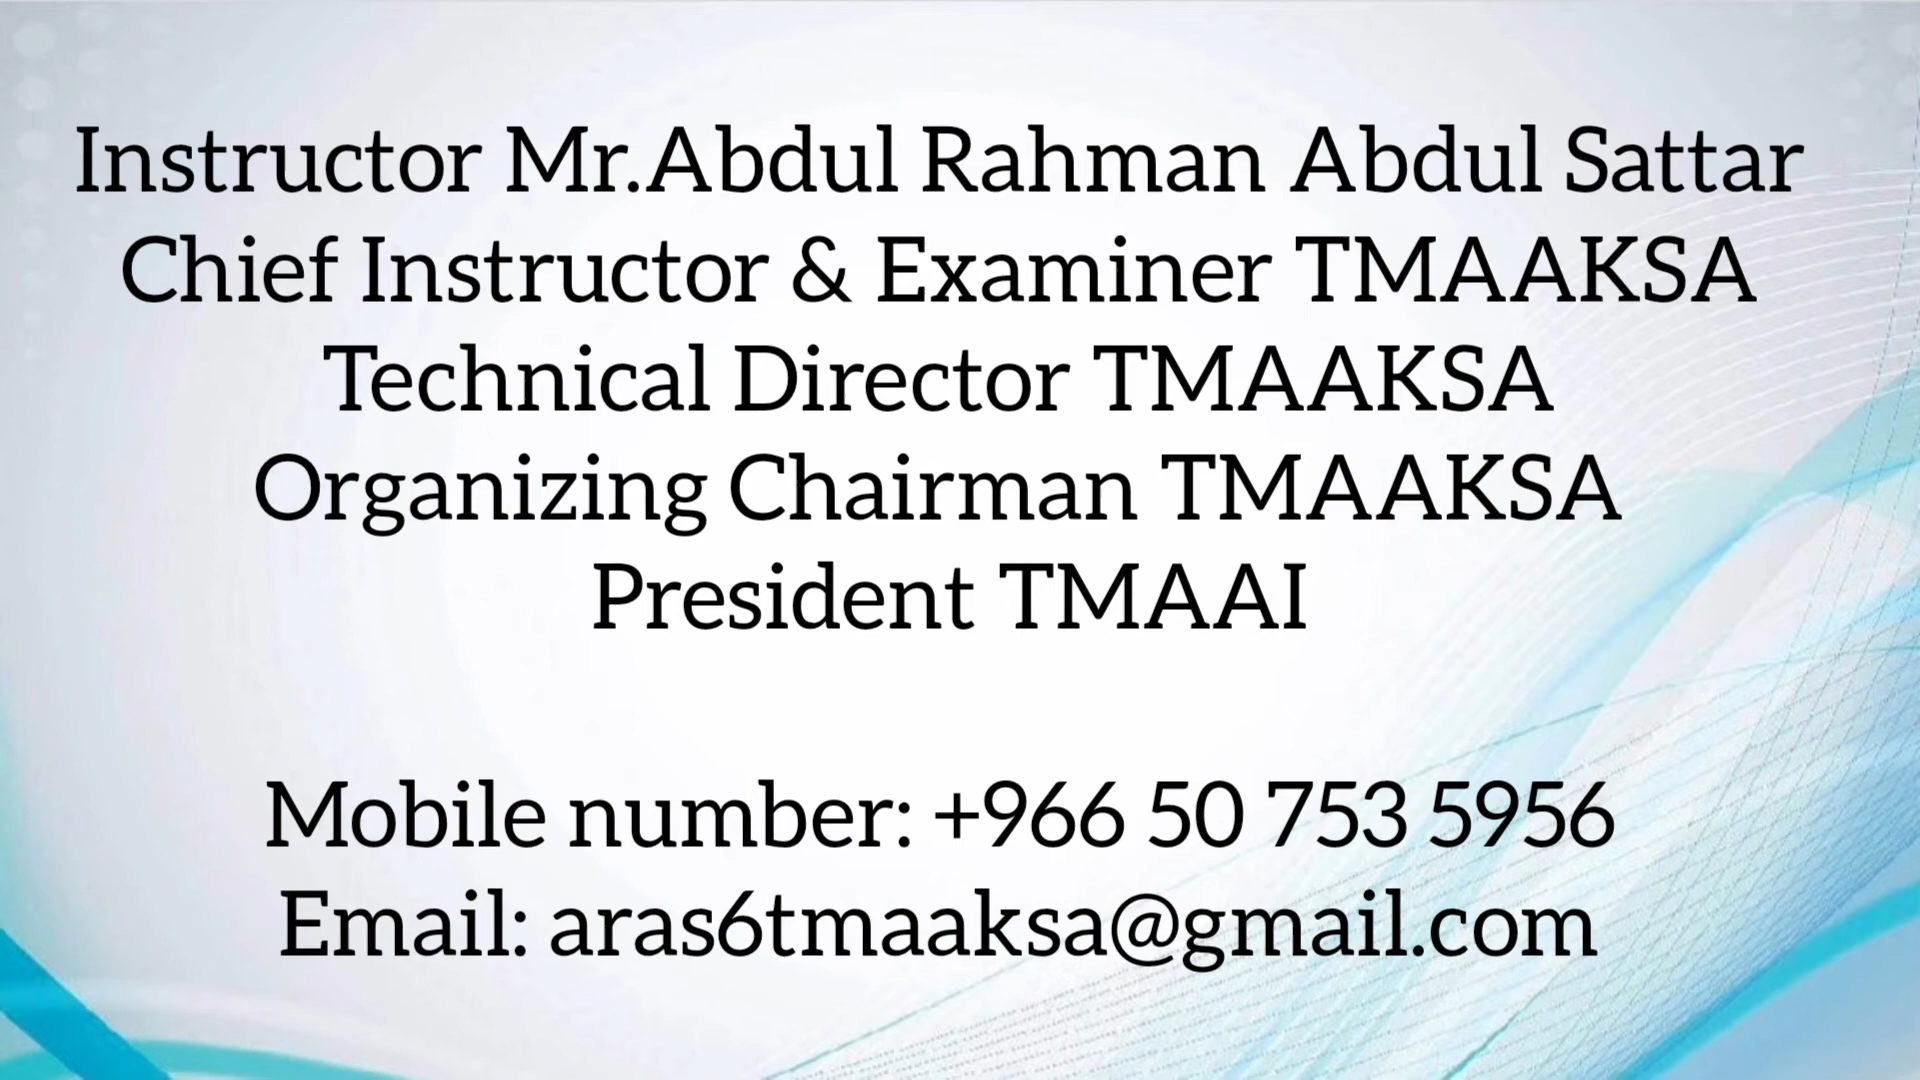 Instructor Mr.Abdul Rahman Abdul Sattar
Chief Instructor & Examiner TMAAKSA
Technical Director TMAAKSA
Organizing Chairman TMAAKSA
President TMAAI
Mobile number: +966 50 753 5956
Email: aras6tmaaksa@gmail.com